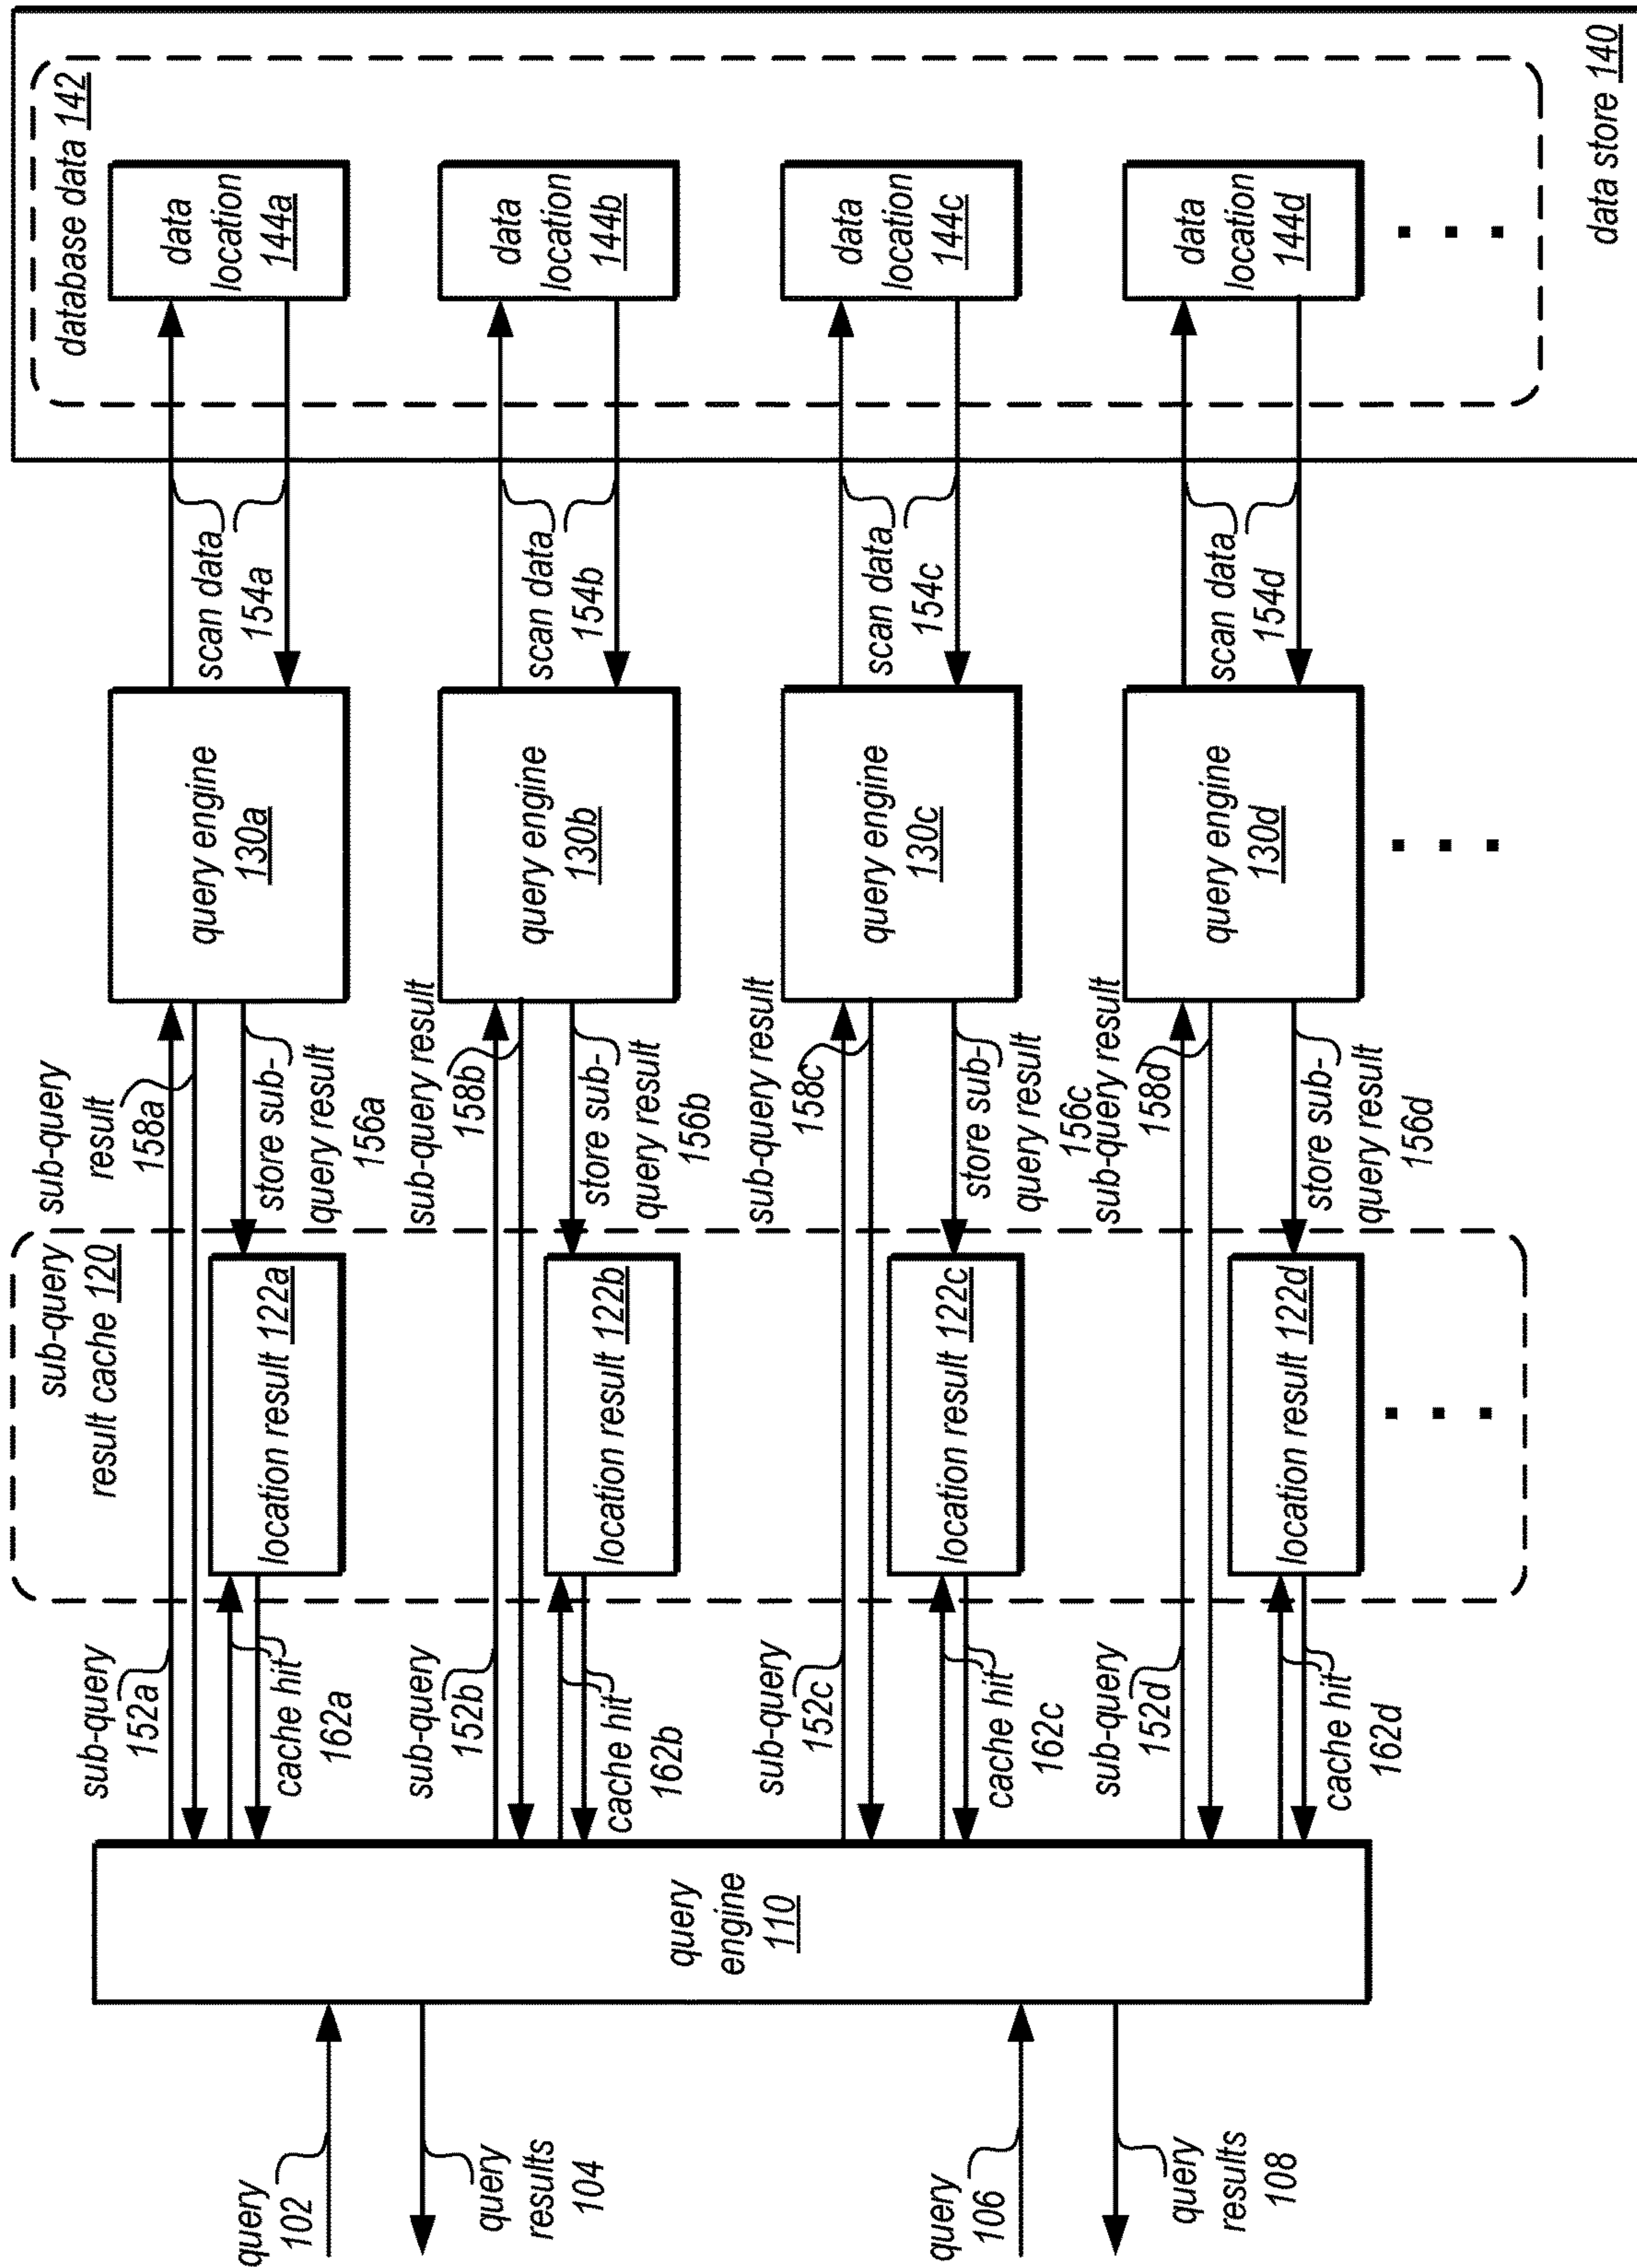 query
102
query
results
104
query
106
query
results
108
query
engine
110
sub-query
152a
cache hit
162a
sub-query
152b
cache hit
162b
sub-query
152c
cache hit
162c
sub-query
152d
cache hit
162d
sub-query
result cache 120
location result 122a
location result 122b
location result 122c
location result 122d
sub-query
result
158a
store sub-
query result
156a
sub-query result
158b
store sub-
query result
156b
sub-query result
158c
store sub-
query result
156c
sub-query result
158d
store sub-
query result
156d
query engine
130a
query engine
130b
query engine
130c
query engine
130d
scan data
154a
scan data
154b
scan data
154c
scan data
154d
database data 142
data
location
144a
data
location
144b
data
location
144c
data
location
144d
data store 140